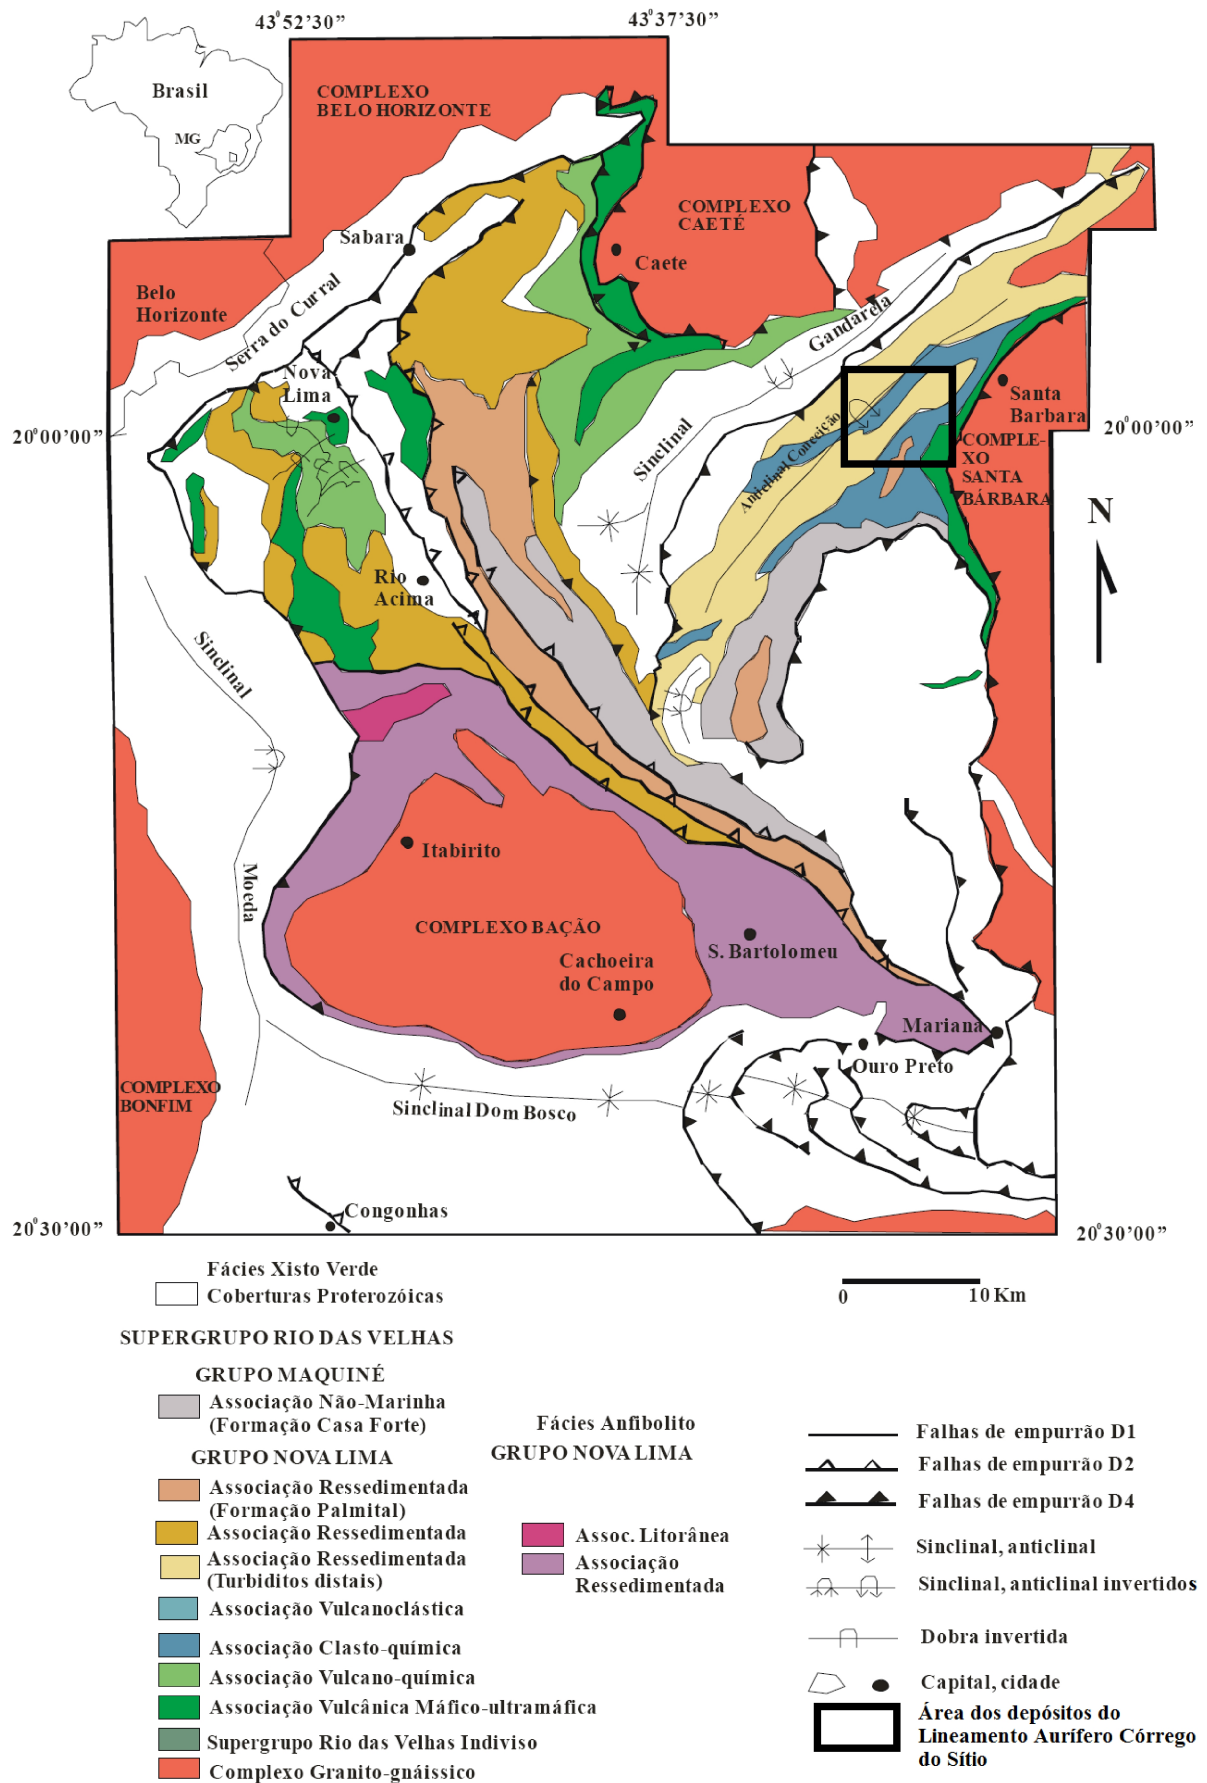 43°52'30”
43°37'30”
Brasil
MG
COMPLEXO
BELO HORIZONTE
COMPLEXO
CAETÉ
Sabara
Caete
Belo
Horizonte
Serra do Curral
Gandarela
Nova
Lima
Santa
Barbara
20°00'00”
20°00'00”
Sinclinal
Anticlinal Conceição
COMPLE-
XO
SANTA
BÁRBARA
N
Rio
Acima
Sinclinal
Itabirito
Moeda
COMPLEXO BAÇÃO
S. Bartolomeu
Cachoeira
do Campo
Mariana
Ouro Preto
COMPLEXO
BONFIM
Sinclinal Dom Bosco
Congonhas
20°30'00”
20°30'00”
Fácies Xisto Verde
Coberturas Proterozóicas
0 10 Km
SUPERGRUPO RIO DAS VELHAS
GRUPO MAQUINÉ
Associação Não-Marinha
(Formação Casa Forte)
GRUPO NOVA LIMA
Associação Ressedimentada
(Formação Palmital)
Associação Ressedimentada
Associação Ressedimentada
(Turbiditos distais)
Associação Vulcanoclástica
Associação Clasto-química
Associação Vulcano-química
Associação Vulcânica Máfico-ultramáfica
Supergrupo Rio das Velhas Indiviso
Complexo Granito-gnáissico
Fácies Anfibolito
GRUPO NOVA LIMA
Assoc. Litorânea
Associação
Ressedimentada
Falhas de empurrão D1
Falhas de empurrão D2
Falhas de empurrão D4
Sinclinal, anticlinal
Sinclinal, anticlinal invertidos
Dobra invertida
Capital, cidade
Área dos depósitos do
Lineamento Aurífero Córrego
do Sítio